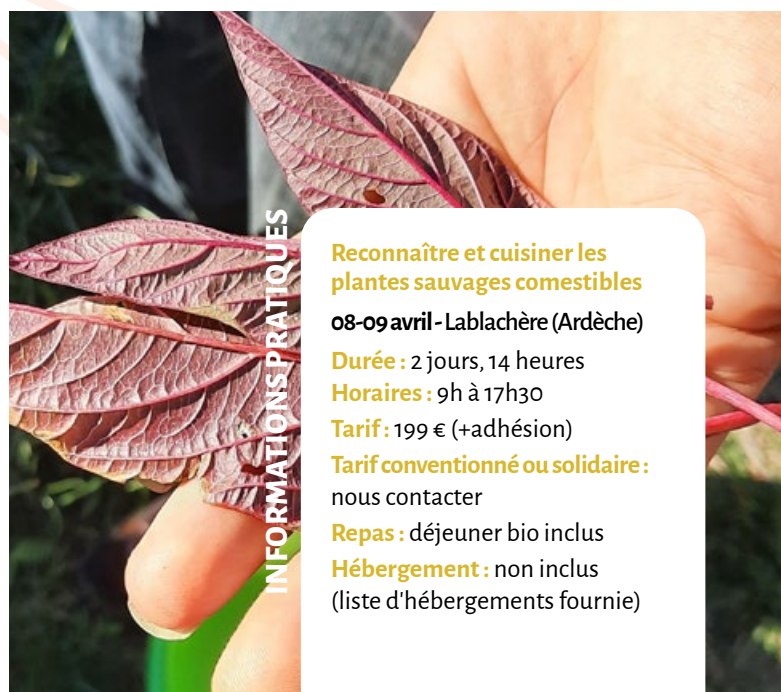 INFORMATIONS PRATIQUES
Reconnaître et cuisiner les
plantes sauvages comestibles
08-09 avril - Lablachère (Ardèche)
Durée : 2 jours, 14 heures
Horaires : 9h à 17h30
Tarif : 199 € (+adhésion)
Tarif conventionné ou solidaire :
nous contacter
Repas : déjeuner bio inclus
Hébergement : non inclus
(liste d'hébergements fournie)